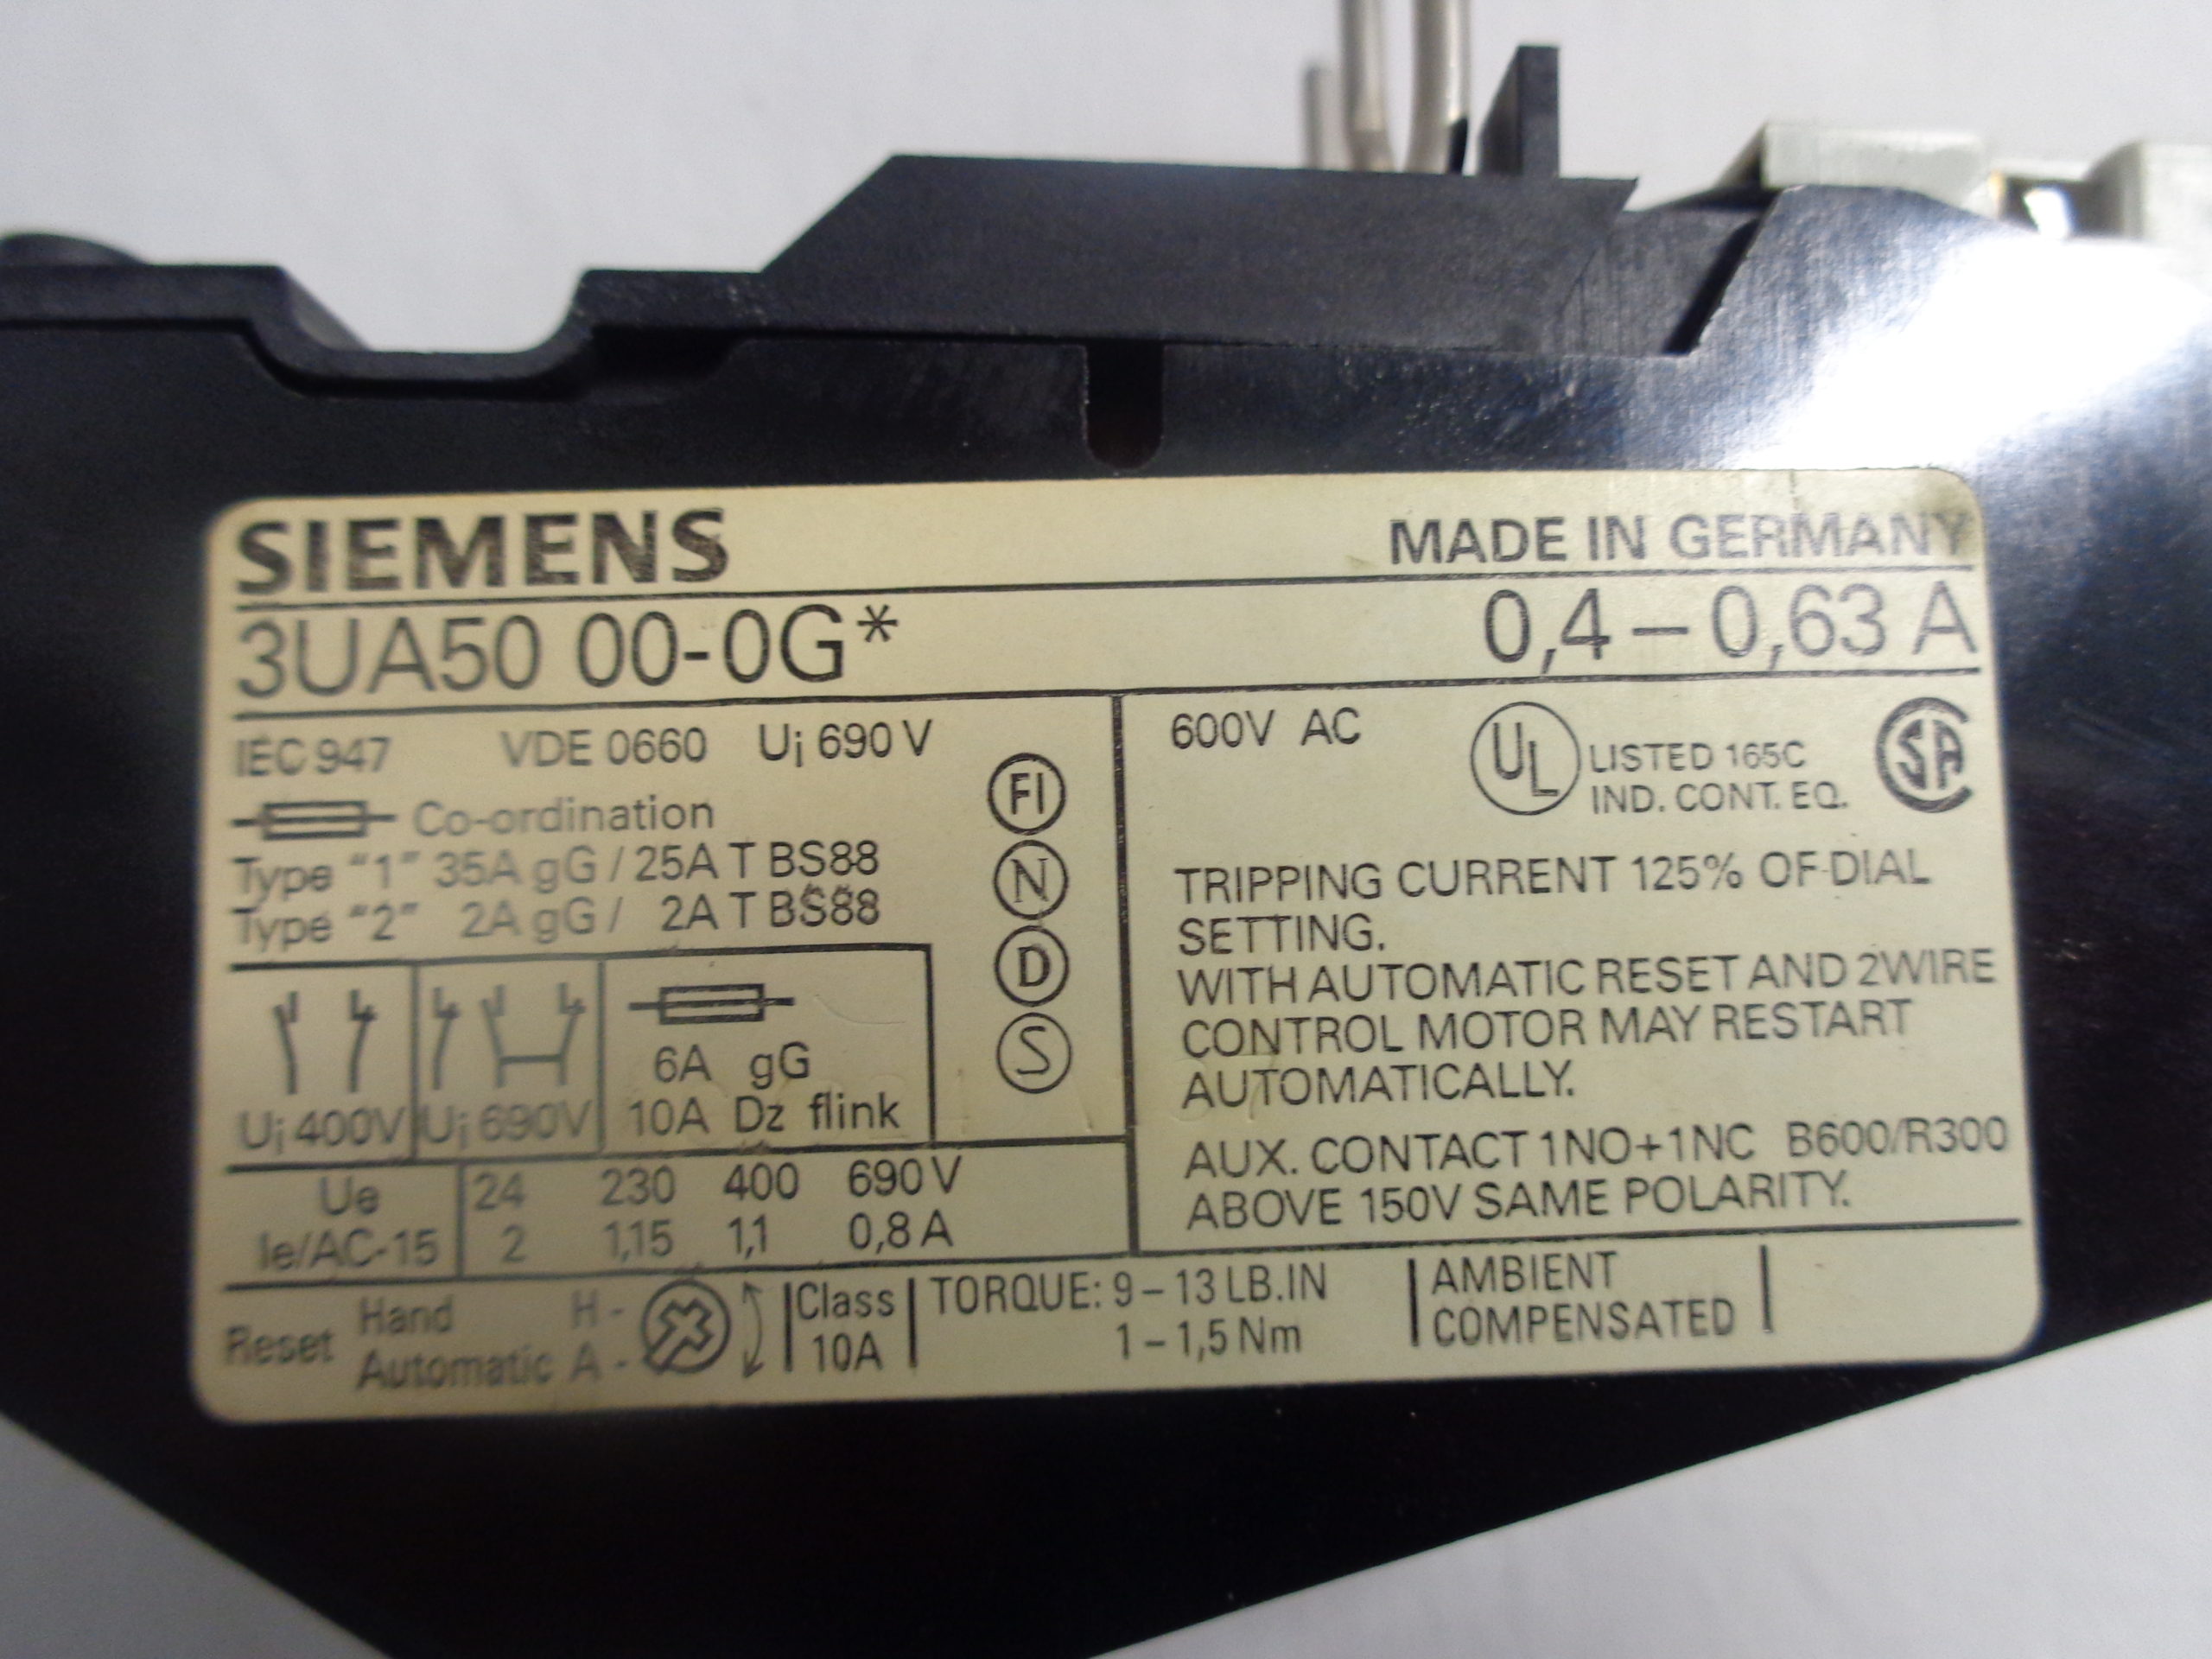 SIEMENS MADE IN GERMANY
3UA50 00-0G* 0,4 – 0,63 A
IEC 947 VDE 0660 Ui 690 V
Co-ordination
Type "1" 35A gG / 25A T BS88
Type "2" 2A gG / 2A T BS88
FI
N
D
S
6A gG
Ui 400V Ui 690V 10A Dz flink
Ue 24 230 400 690 V
Ie/AC-15 2 1,15 1,1 0,8 A
600V AC UL LISTED 165C SA
IND. CONT. EQ.
TRIPPING CURRENT 125% OF DIAL
SETTING.
WITH AUTOMATIC RESET AND 2WIRE
CONTROL MOTOR MAY RESTART
AUTOMATICALLY.
AUX. CONTACT 1NO+1NC B600/R300
ABOVE 150V SAME POLARITY.
Reset Hand H -
Automatic A -
Class
10A
TORQUE: 9 – 13 LB.IN
1 – 1,5 Nm
AMBIENT
COMPENSATED